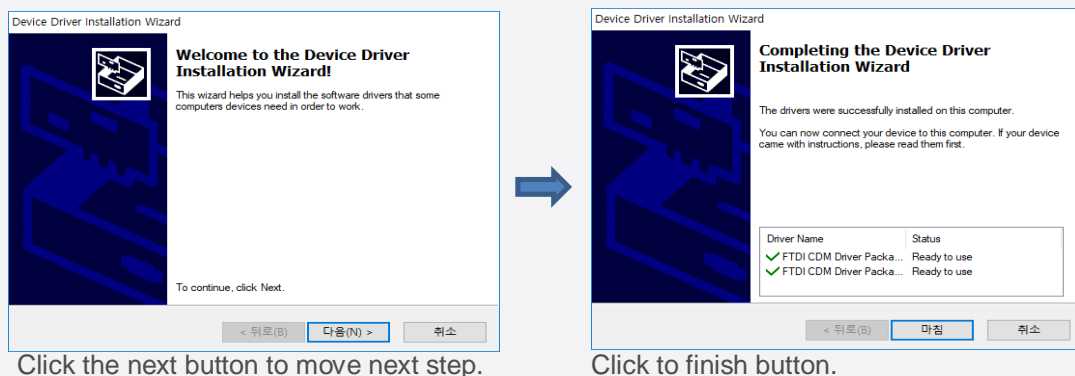 Device Driver Installation Wizard
Welcome to the Device Driver
Installation Wizard!
This wizard helps you install the software drivers that some
computers devices need in order to work.
To continue, click Next.
< 뒤로(B)
다음(N) >
취소
Click the next button to move next step.
Device Driver Installation Wizard
Completing the Device Driver
Installation Wizard
The drivers were successfully installed on this computer.
You can now connect your device to this computer. If your device
came with instructions, please read them first.
Driver Name Status
FTDI CDM Driver Packa... Ready to use
FTDI CDM Driver Packa... Ready to use
< 뒤로(B)
마침
취소
Click to finish button.